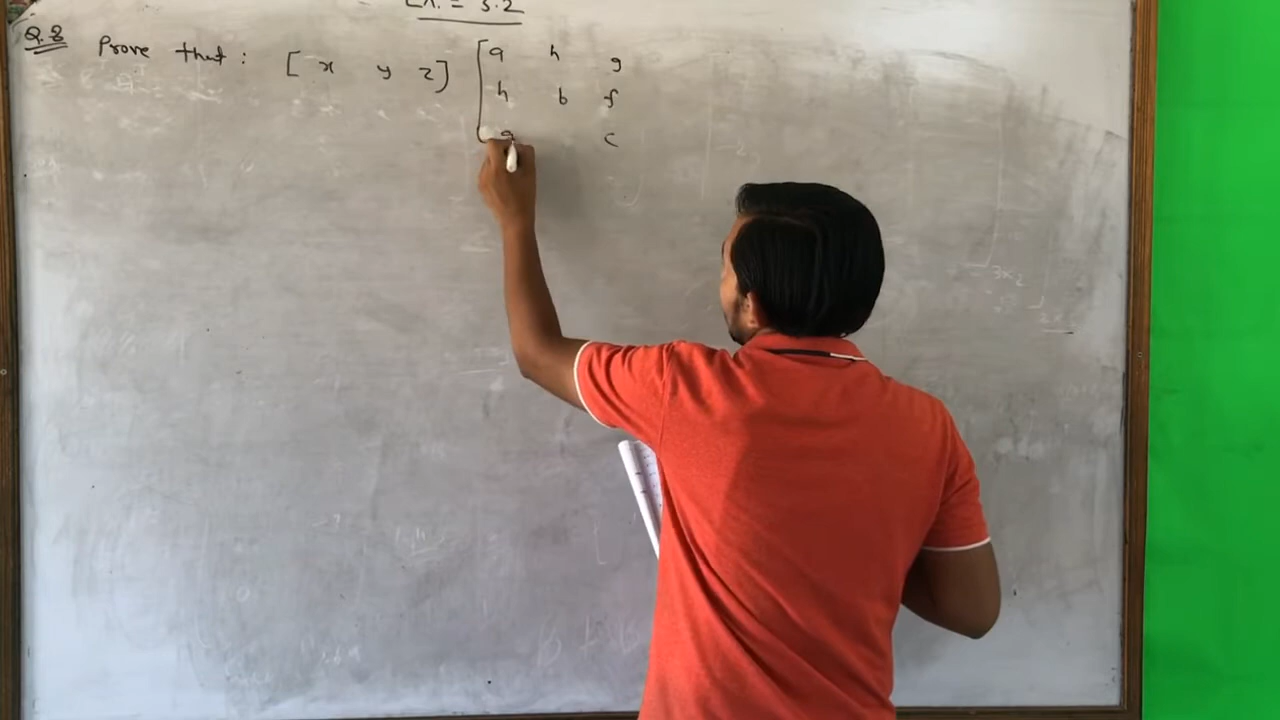 Ex. = 3.2
Q.8 Prove that : [ x y z ] [ a h g
h b f
g c